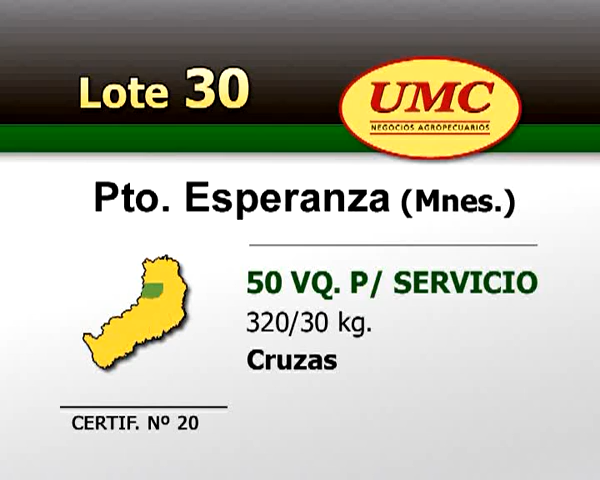 Lote 30
UMC
NEGOCIOS AGROPECUARIOS
Pto. Esperanza (Mnes.)
50 VQ. P/ SERVICIO
320/30 kg.
Cruzas
CERTIF. Nº 20